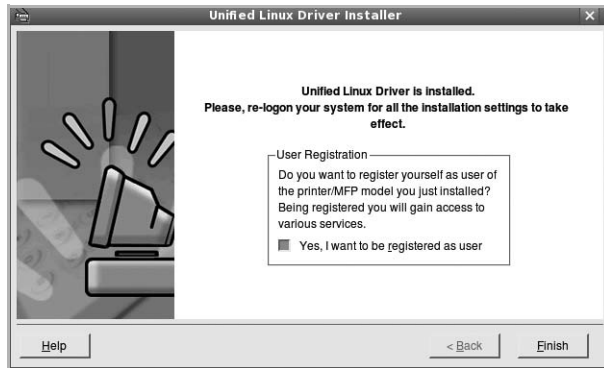 Unified Linux Driver Installer
Unified Linux Driver is installed.
Please, re-logon your system for all the installation settings to take
effect.
User Registration
Do you want to register yourself as user of
the printer/MFP model you just installed?
Being registered you will gain access to
various services.
Yes, I want to be registered as user
Help
< Back
Finish